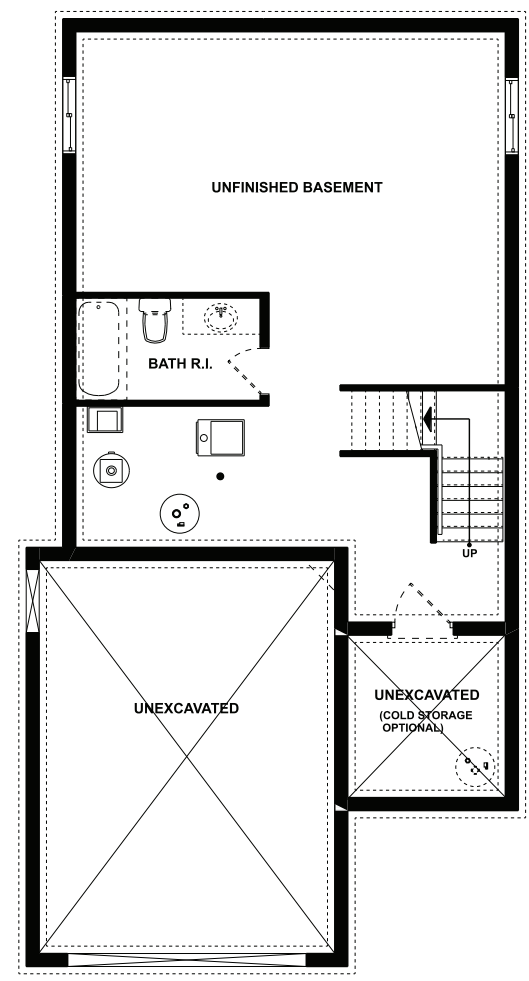 UNFINISHED BASEMENT
BATH R.I.
UP
UNEXCAVATED
UNEXCAVATED
(COLD STORAGE
OPTIONAL)